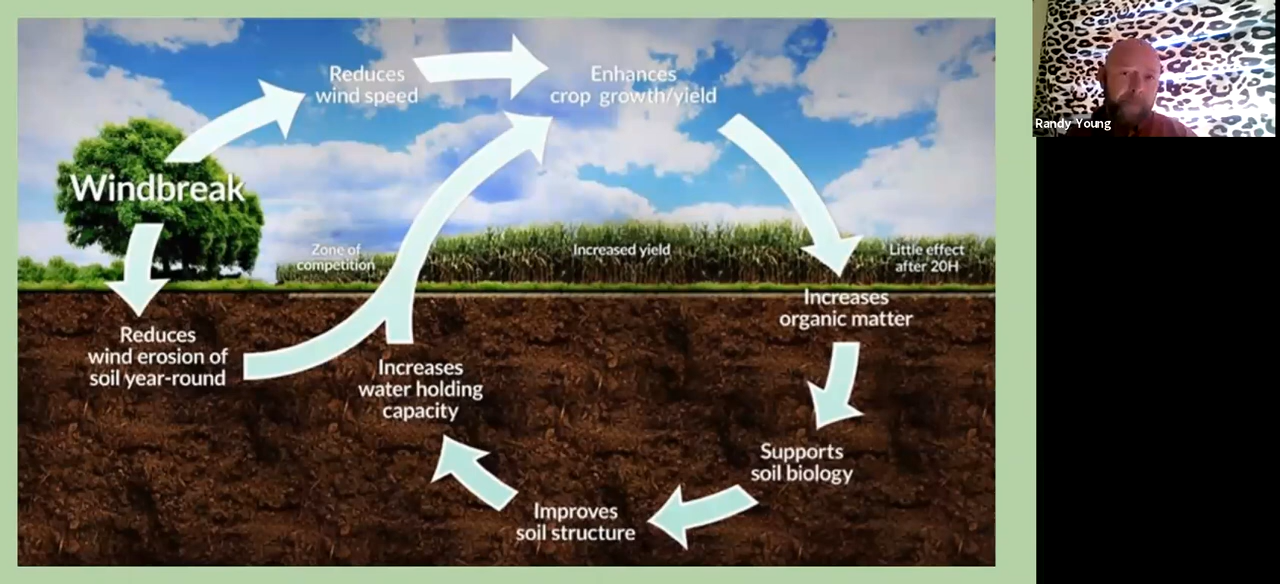 Reduces
wind speed
Enhances
crop growth/yield
Windbreak
Zone of
competition
Increased yield
Little effect
after 20H
Increases
organic matter
Reduces
wind erosion of
soil year-round
Increases
water holding
capacity
Supports
soil biology
Improves
soil structure
Randy Young